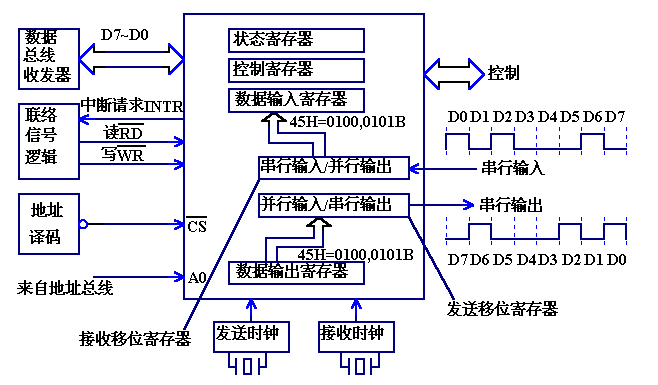 数据
总线
收发器
D7~D0
联络
信号
逻辑
中断请求INTR
读RD
写WR
地址
译码
CS
来自地址总线
A0
状态寄存器
控制寄存器
数据输入寄存器
45H=0100,0101B
串行输入/并行输出
并行输入/串行输出
45H=0100,0101B
数据输出寄存器
控制
D0 D1 D2 D3 D4 D5 D6 D7
串行输入
串行输出
D7 D6 D5 D4 D3 D2 D1 D0
发送移位寄存器
接收移位寄存器
发送时钟
接收时钟